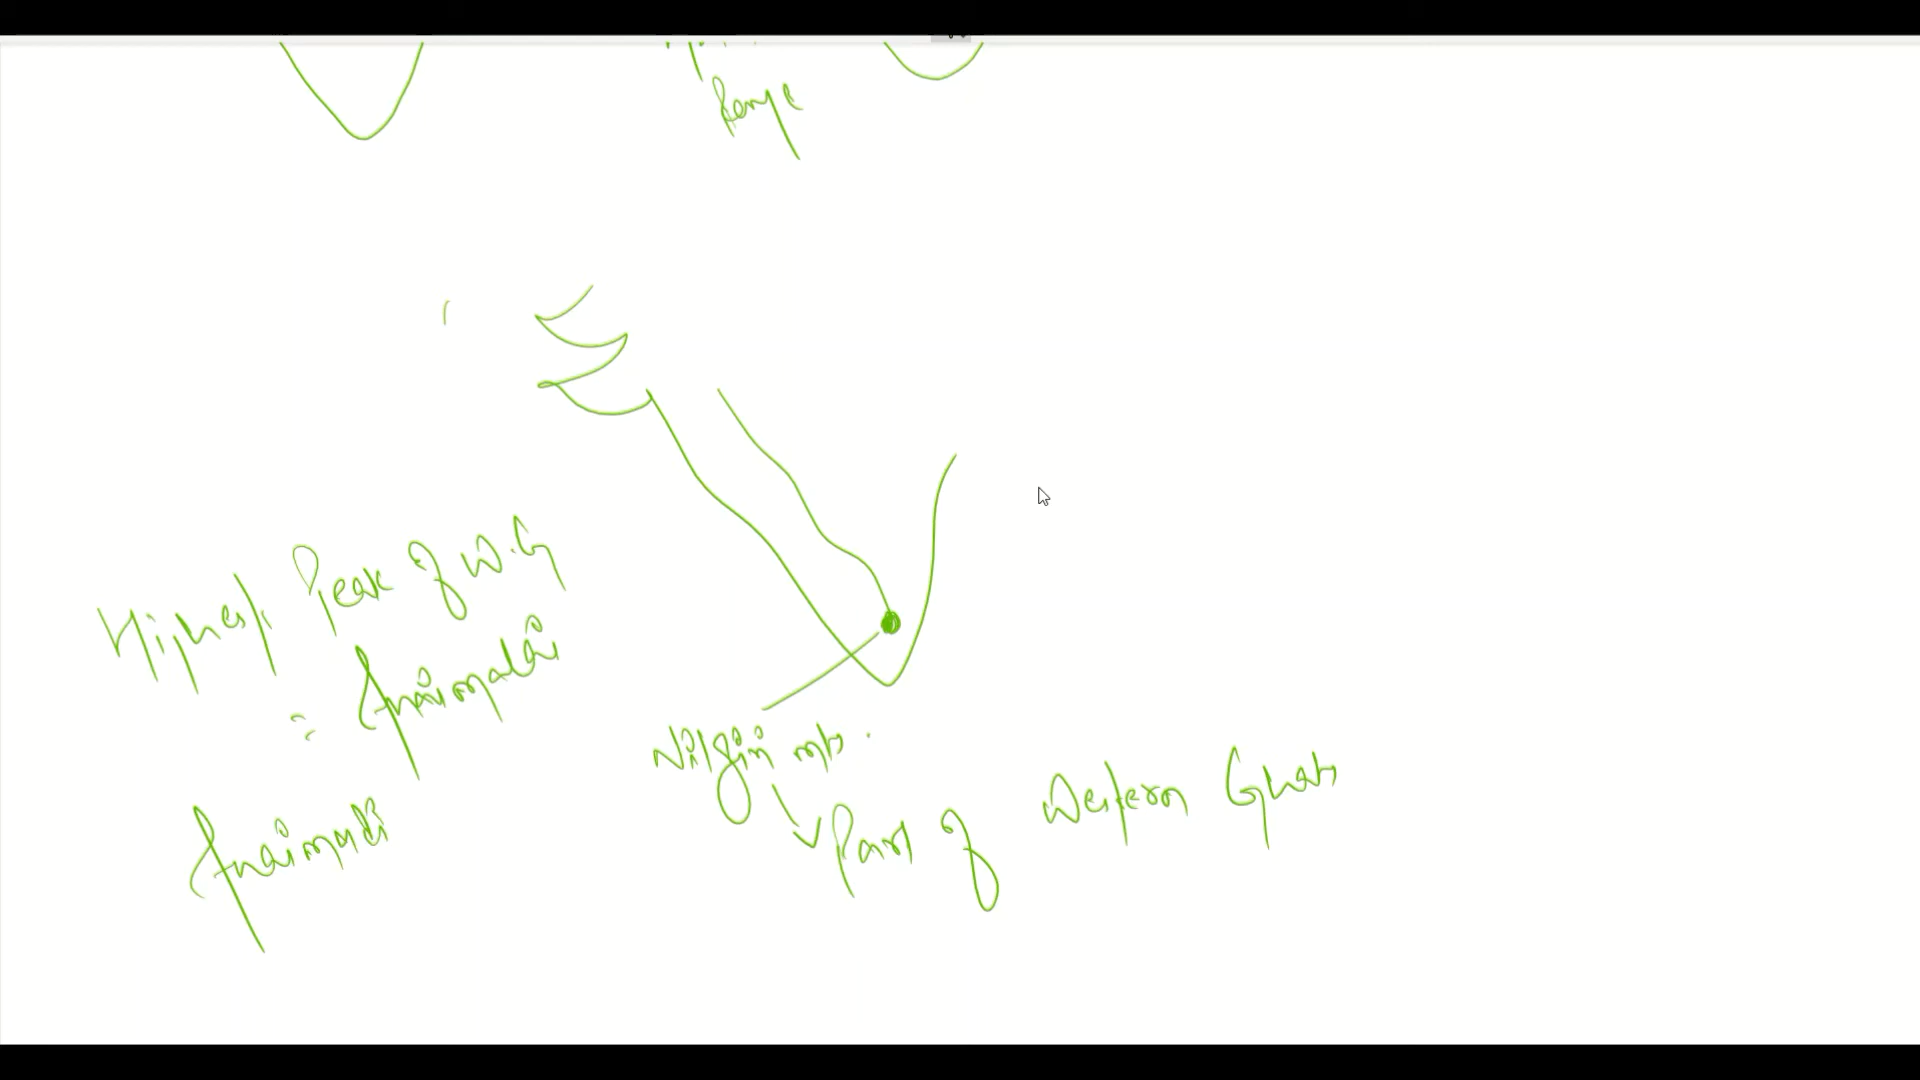 Range
Highest Peak of W.G
= Anaimalai
Anaimudi
Nilgiri mts.
Part of Western Ghats